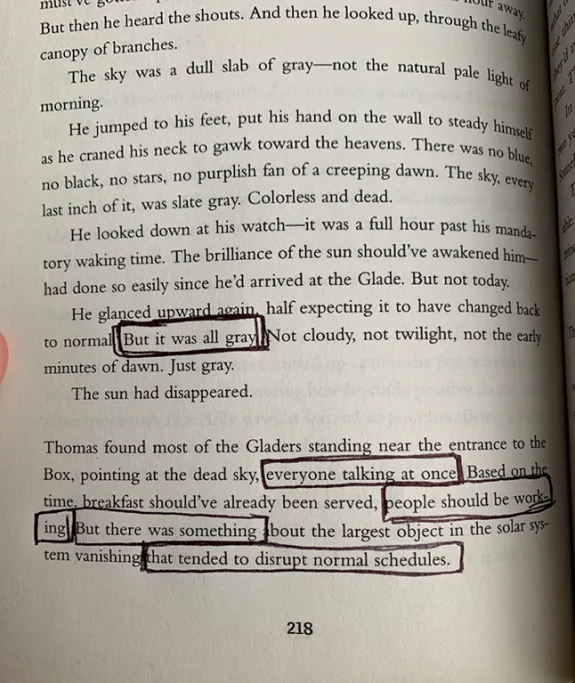 hour away.
But then he heard the shouts. And then he looked up, through the leafy
canopy of branches.
The sky was a dull slab of gray—not the natural pale light of
morning.
He jumped to his feet, put his hand on the wall to steady himself
as he craned his neck to gawk toward the heavens. There was no blue,
no black, no stars, no purplish fan of a creeping dawn. The sky, every
last inch of it, was slate gray. Colorless and dead.
He looked down at his watch—it was a full hour past his manda-
tory waking time. The brilliance of the sun should've awakened him—
had done so easily since he'd arrived at the Glade. But not today.
He glanced upward again, half expecting it to have changed back
to normal. But it was all gray. Not cloudy, not twilight, not the early
minutes of dawn. Just gray.
The sun had disappeared.
Thomas found most of the Gladers standing near the entrance to the
Box, pointing at the dead sky, everyone talking at once. Based on the
time, breakfast should've already been served, people should be work-
ing. But there was something about the largest object in the solar sys-
tem vanishing that tended to disrupt normal schedules.
218